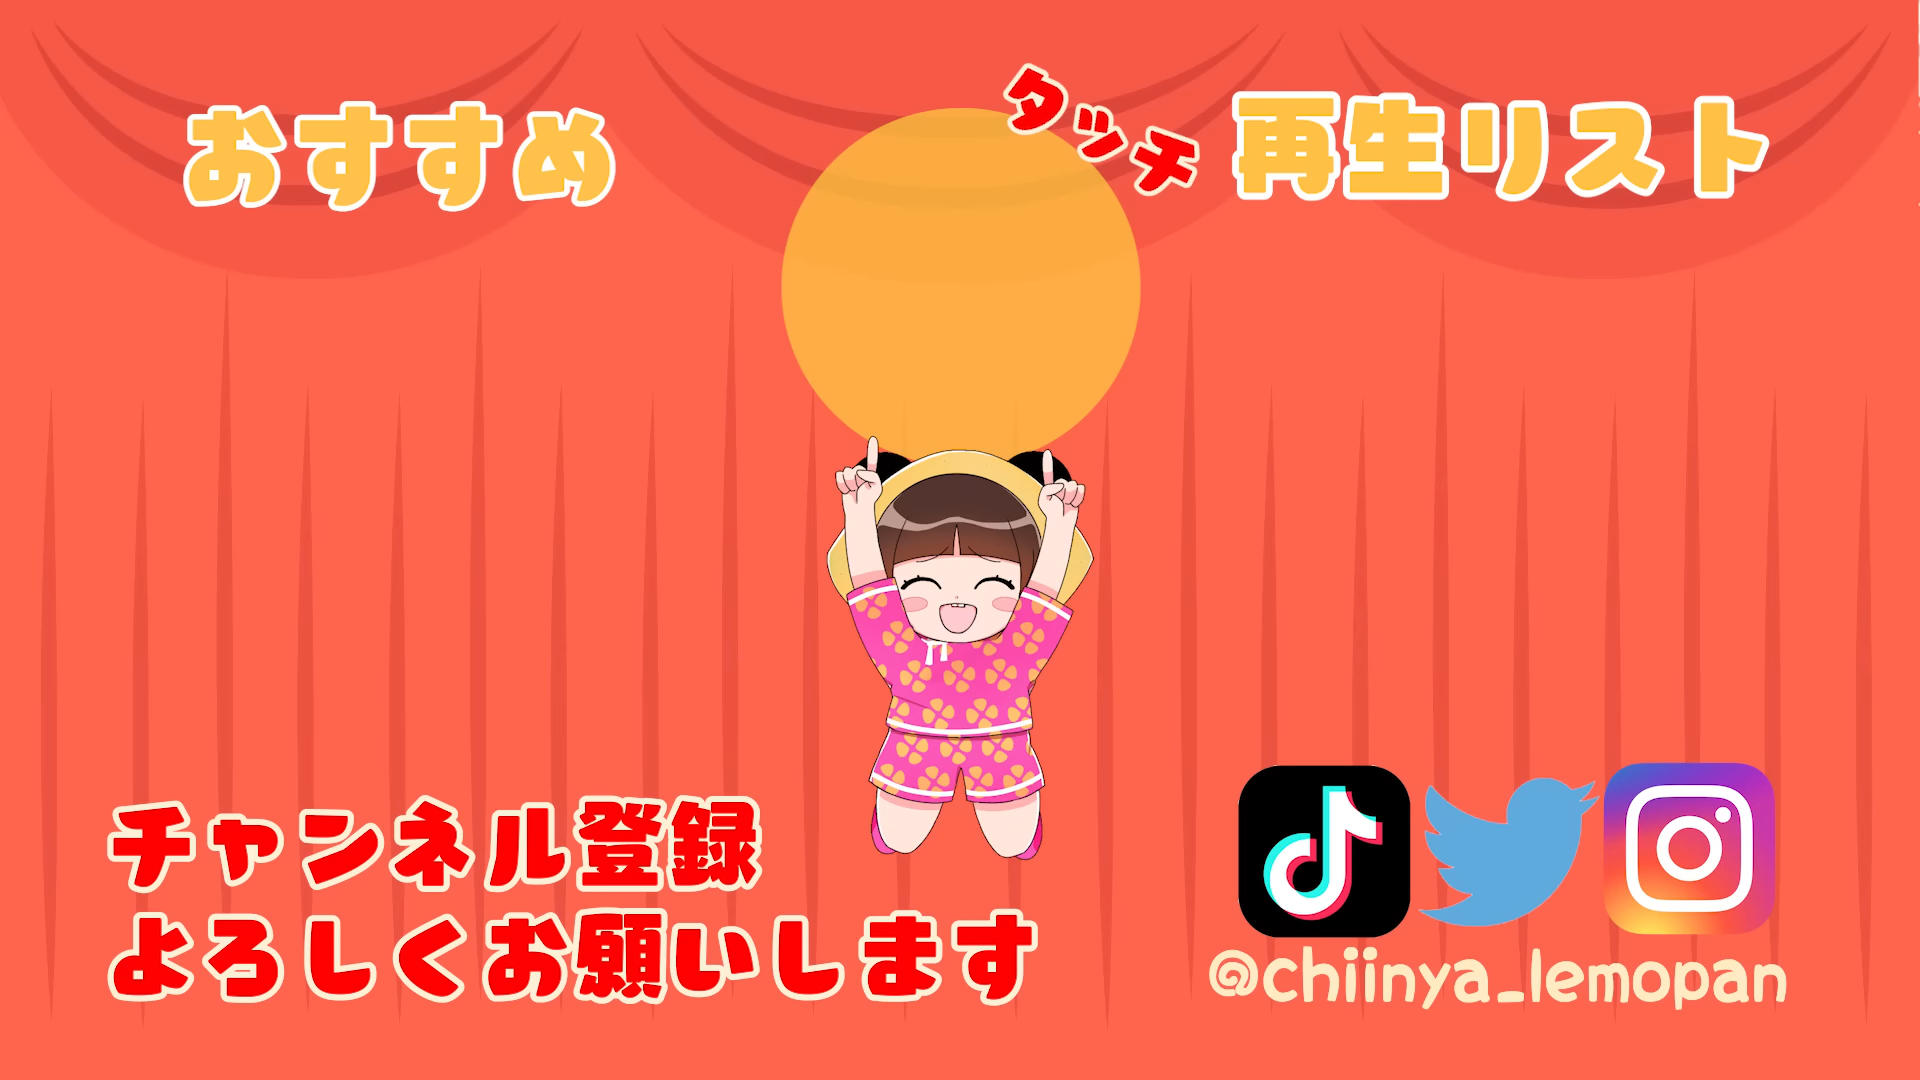 おすすめ
タッチ
再生リスト
チャンネル登録
よろしくお願いします
@chiinya_lemopan